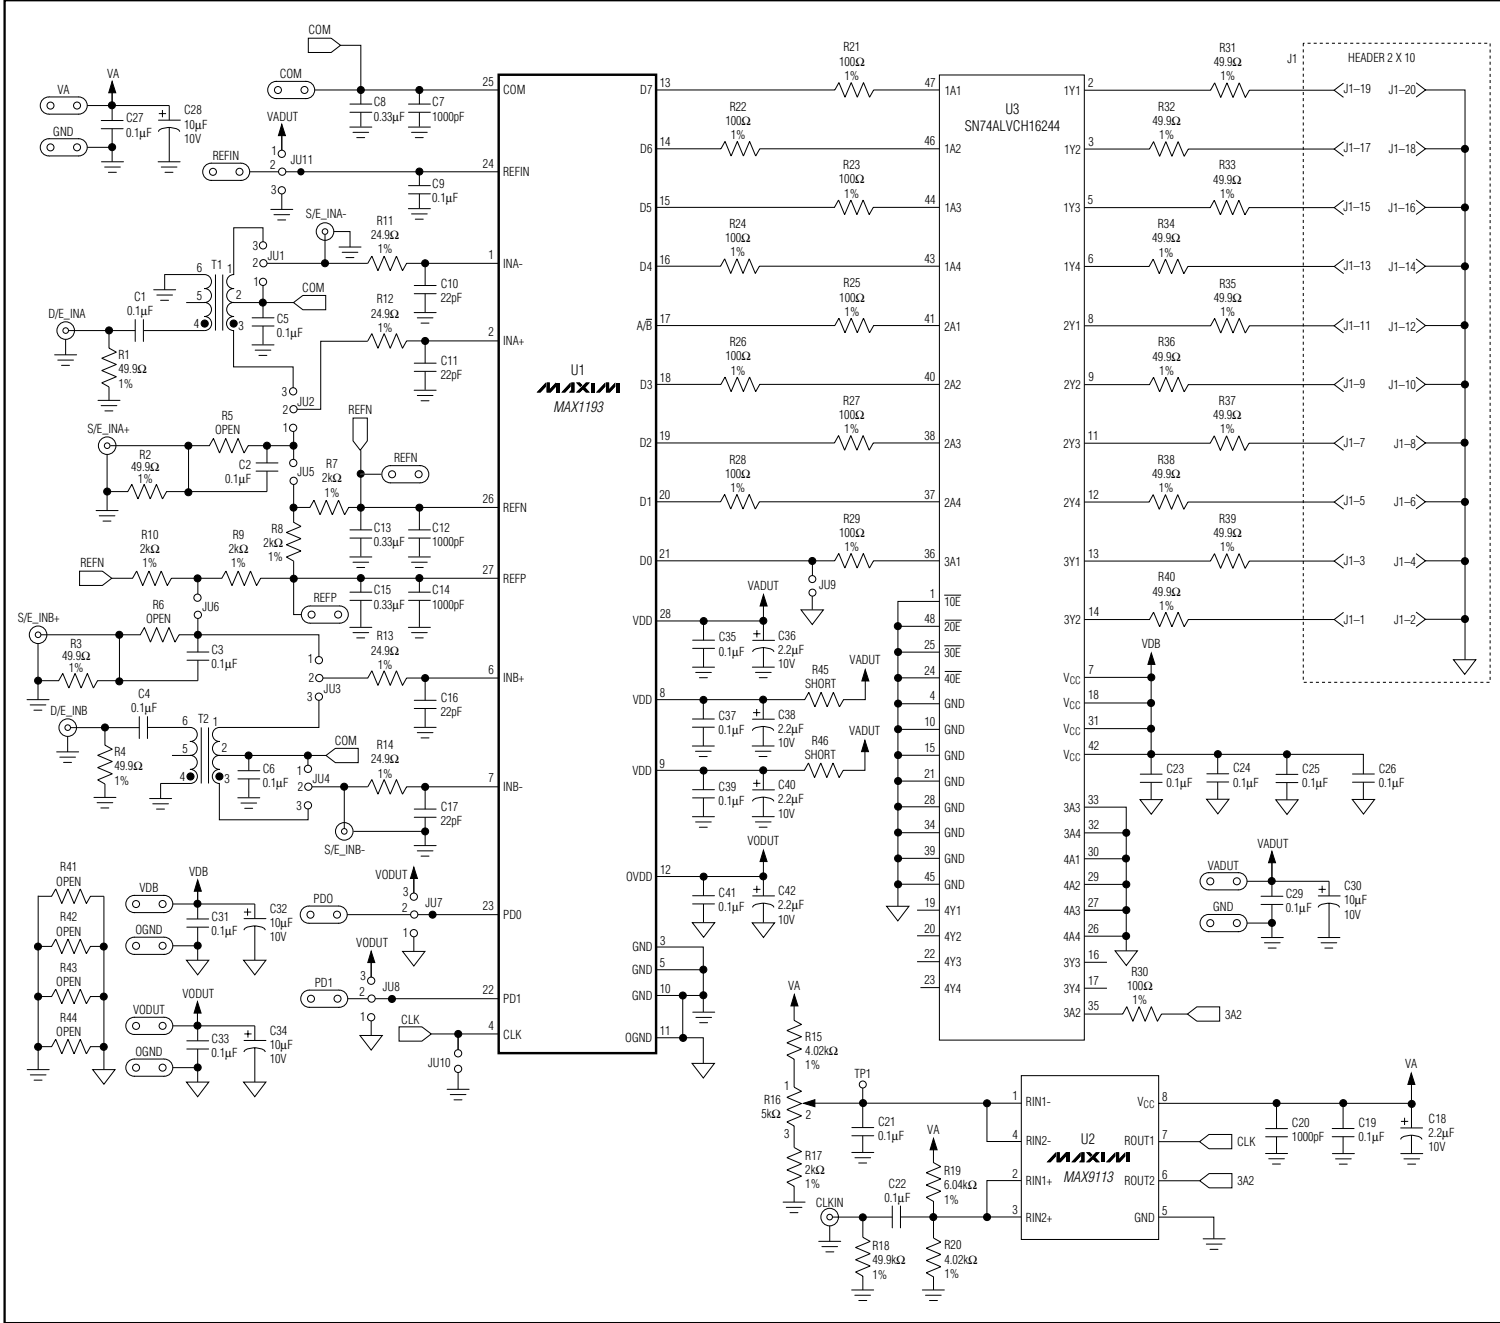 COM
VA
VA
C27
0.1µF
C28
10µF
10V
GND
COM
VADUT
C8
0.33µF
C7
1000pF
REFIN
1
2
3
JU11
C9
0.1µF
S/E_INA-
R11
24.9Ω
1%
T1
6
5
4
1
2
3
3
2
1
JU1
COM
C10
22pF
C1
0.1µF
D/E_INA
R1
49.9Ω
1%
C5
0.1µF
R12
24.9Ω
1%
C11
22pF
3
2
1
JU2
R5
OPEN
S/E_INA+
R2
49.9Ω
1%
C2
0.1µF
JU5
REFN
REFN
R7
2kΩ
1%
R8
2kΩ
1%
C13
0.33µF
C12
1000pF
R10
2kΩ
1%
R9
2kΩ
1%
REFN
JU6
REFP
C15
0.33µF
C14
1000pF
R6
OPEN
S/E_INB+
R3
49.9Ω
1%
C3
0.1µF
R13
24.9Ω
1%
1
2
3
JU3
C16
22pF
C4
0.1µF
D/E_INB
R4
49.9Ω
1%
T2
6
5
4
1
2
3
C6
0.1µF
COM
1
2
3
JU4
R14
24.9Ω
1%
C17
22pF
S/E_INB-
R41
OPEN
R42
OPEN
R43
OPEN
R44
OPEN
VDB
VDB
C31
0.1µF
C32
10µF
10V
OGND
VODUT
VODUT
C33
0.1µF
C34
10µF
10V
OGND
VODUT
PD0
3
2
1
JU7
VODUT
PD1
3
2
1
JU8
CLK
JU10
25
COM
24
REFIN
1
INA-
2
INA+
26
REFN
27
REFP
6
INB+
7
INB-
23
PD0
22
PD1
4
CLK
U1
MAXIM
MAX1193
D7
13
D6
14
D5
15
D4
16
A/B
17
D3
18
D2
19
D1
20
D0
21
VDD
28
VDD
8
VDD
9
OVDD
12
GND
3
GND
5
GND
10
OGND
11
R21
100Ω
1%
R22
100Ω
1%
R23
100Ω
1%
R24
100Ω
1%
R25
100Ω
1%
R26
100Ω
1%
R27
100Ω
1%
R28
100Ω
1%
R29
100Ω
1%
JU9
VADUT
C35
0.1µF
C36
2.2µF
10V
R45
SHORT
VADUT
C37
0.1µF
C38
2.2µF
10V
R46
SHORT
VADUT
C39
0.1µF
C40
2.2µF
10V
VODUT
C41
0.1µF
C42
2.2µF
10V
U3
SN74ALVCH16244
47
1A1
46
1A2
44
1A3
43
1A4
41
2A1
40
2A2
38
2A3
37
2A4
36
3A1
1
10E
48
20E
25
30E
24
40E
4
GND
10
GND
15
GND
21
GND
28
GND
34
GND
39
GND
45
GND
19
4Y1
20
4Y2
22
4Y3
23
4Y4
1Y1
2
1Y2
3
1Y3
5
1Y4
6
2Y1
8
2Y2
9
2Y3
11
2Y4
12
3Y1
13
3Y2
14
VCC
7
VCC
18
VCC
31
VCC
42
3A3
33
3A4
32
4A1
30
4A2
29
4A3
27
4A4
26
3Y3
16
3Y4
17
3A2
35
R30
100Ω
1%
3A2
R31
49.9Ω
1%
R32
49.9Ω
1%
R33
49.9Ω
1%
R34
49.9Ω
1%
R35
49.9Ω
1%
R36
49.9Ω
1%
R37
49.9Ω
1%
R38
49.9Ω
1%
R39
49.9Ω
1%
R40
49.9Ω
1%
J1
HEADER 2 X 10
J1–19
J1–20
J1–17
J1–18
J1–15
J1–16
J1–13
J1–14
J1–11
J1–12
J1–9
J1–10
J1–7
J1–8
J1–5
J1–6
J1–3
J1–4
J1–1
J1–2
VDB
C23
0.1µF
C24
0.1µF
C25
0.1µF
C26
0.1µF
VADUT
VADUT
C29
0.1µF
C30
10µF
10V
GND
VA
R15
4.02kΩ
1%
R16
5kΩ
1
2
3
R17
2kΩ
1%
TP1
C21
0.1µF
VA
R19
6.04kΩ
1%
C22
0.1µF
CLKIN
R18
49.9kΩ
1%
R20
4.02kΩ
1%
1
RIN1-
4
RIN2-
2
RIN1+
3
RIN2+
U2
MAXIM
MAX9113
VCC
8
ROUT1
7
ROUT2
6
GND
5
CLK
3A2
VA
C20
1000pF
C19
0.1µF
C18
2.2µF
10V